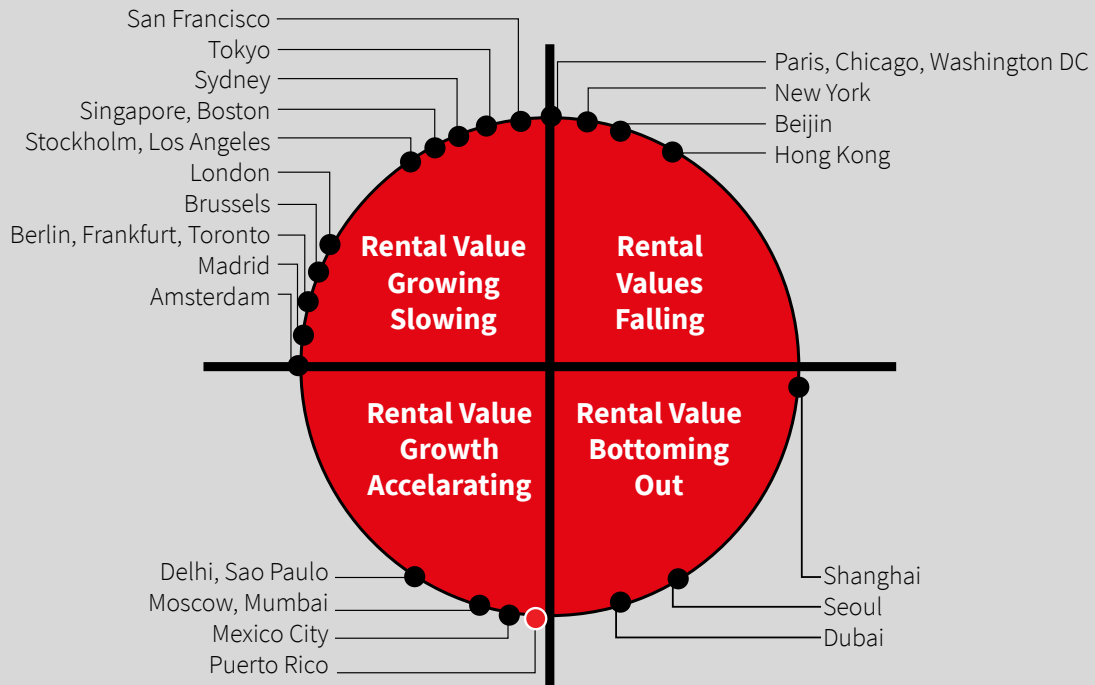 San Francisco
Tokyo
Sydney
Singapore, Boston
Stockholm, Los Angeles
London
Brussels
Berlin, Frankfurt, Toronto
Madrid
Amsterdam
Paris, Chicago, Washington DC
New York
Beijin
Hong Kong
Rental Value
Growing
Slowing
Rental
Values
Falling
Rental Value
Growth
Accelarating
Rental Value
Bottoming
Out
Delhi, Sao Paulo
Moscow, Mumbai
Mexico City
Puerto Rico
Shanghai
Seoul
Dubai